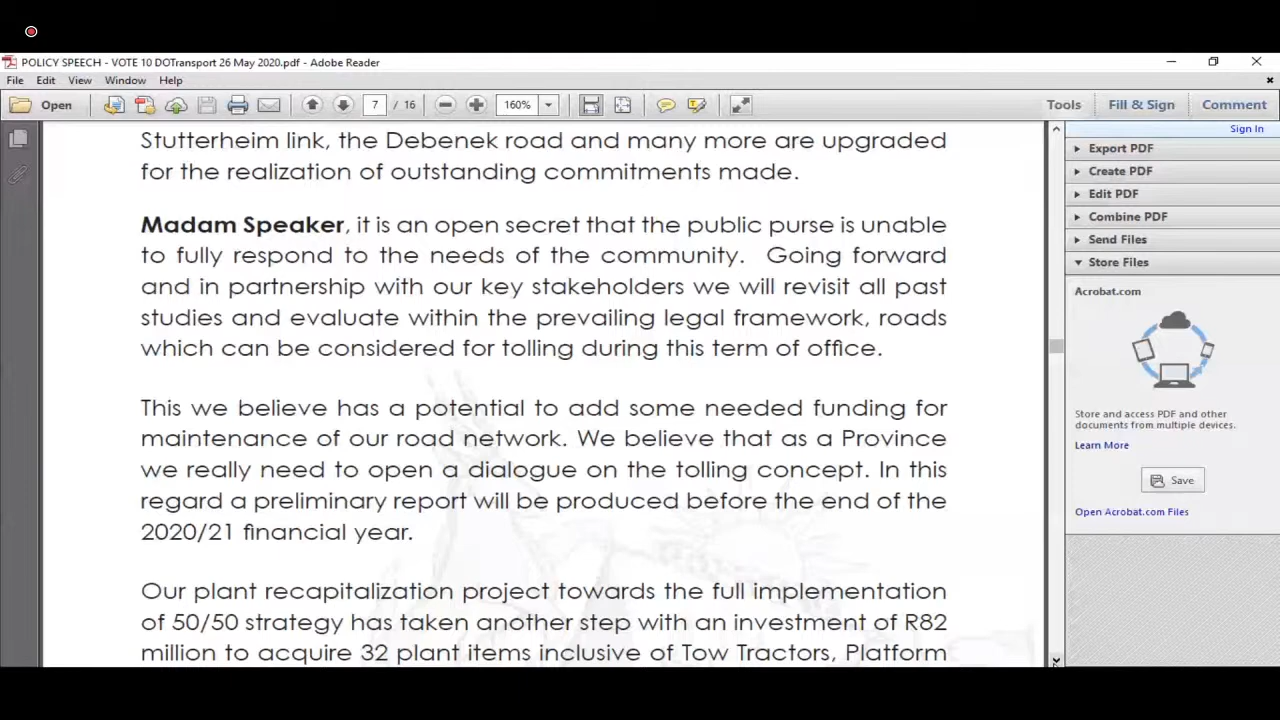 POLICY SPEECH - VOTE 10 DOTransport 26 May 2020.pdf - Adobe Reader
File Edit View Window Help
Open 7 / 16 160% Tools Fill & Sign Comment
Stutterheim link, the Debenek road and many more are upgraded
for the realization of outstanding commitments made.
Madam Speaker, it is an open secret that the public purse is unable
to fully respond to the needs of the community. Going forward
and in partnership with our key stakeholders we will revisit all past
studies and evaluate within the prevailing legal framework, roads
which can be considered for tolling during this term of office.
This we believe has a potential to add some needed funding for
maintenance of our road network. We believe that as a Province
we really need to open a dialogue on the tolling concept. In this
regard a preliminary report will be produced before the end of the
2020/21 financial year.
Our plant recapitalization project towards the full implementation
of 50/50 strategy has taken another step with an investment of R82
million to acquire 32 plant items inclusive of Tow Tractors, Platform
Sign In
Export PDF
Create PDF
Edit PDF
Combine PDF
Send Files
Store Files
Acrobat.com
Store and access PDF and other
documents from multiple devices.
Learn More
Save
Open Acrobat.com Files